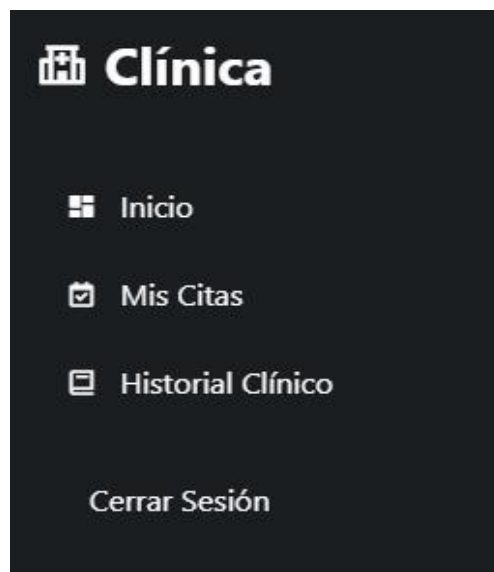 Clínica
Inicio
Mis Citas
Historial Clínico
Cerrar Sesión